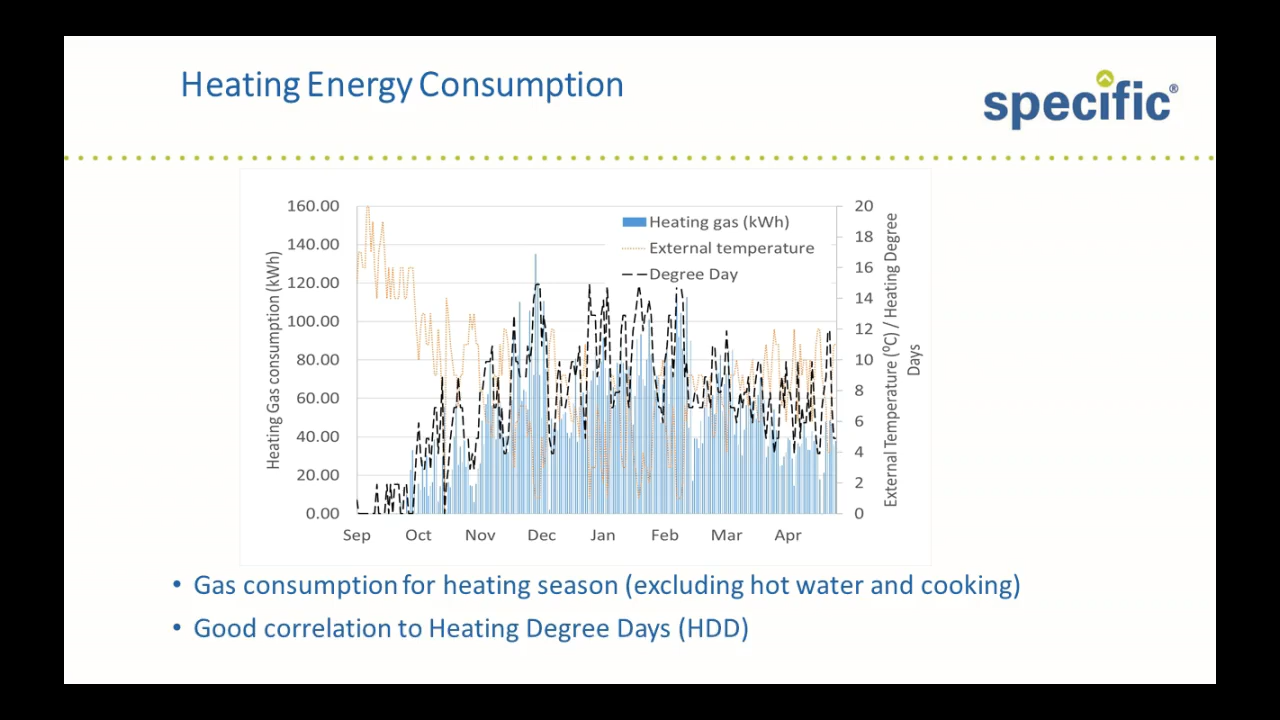 Heating Energy Consumption
specific®
160.00
140.00
120.00
100.00
80.00
60.00
40.00
20.00
0.00
Heating Gas consumption (kWh)
Heating gas (kWh)
External temperature
Degree Day
20
18
16
14
12
10
8
6
4
2
0
External Temperature (ºC) / Heating Degree
Days
Sep Oct Nov Dec Jan Feb Mar Apr
• Gas consumption for heating season (excluding hot water and cooking)
• Good correlation to Heating Degree Days (HDD)